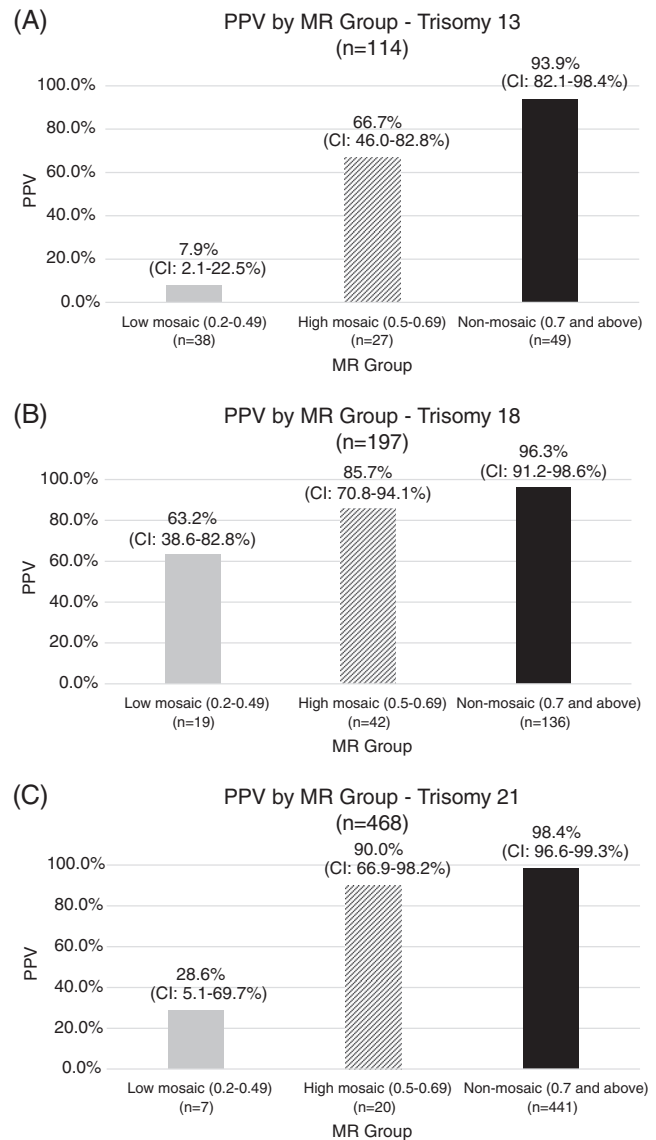 (A)
PPV by MR Group - Trisomy 13
(n=114)
PPV
100.0%
80.0%
60.0%
40.0%
20.0%
0.0%
7.9%
(CI: 2.1-22.5%)
66.7%
(CI: 46.0-82.8%)
93.9%
(CI: 82.1-98.4%)
Low mosaic (0.2-0.49)
(n=38)
High mosaic (0.5-0.69)
(n=27)
Non-mosaic (0.7 and above)
(n=49)
MR Group
(B)
PPV by MR Group - Trisomy 18
(n=197)
PPV
100.0%
80.0%
60.0%
40.0%
20.0%
0.0%
63.2%
(CI: 38.6-82.8%)
85.7%
(CI: 70.8-94.1%)
96.3%
(CI: 91.2-98.6%)
Low mosaic (0.2-0.49)
(n=19)
High mosaic (0.5-0.69)
(n=42)
Non-mosaic (0.7 and above)
(n=136)
MR Group
(C)
PPV by MR Group - Trisomy 21
(n=468)
PPV
100.0%
80.0%
60.0%
40.0%
20.0%
0.0%
28.6%
(CI: 5.1-69.7%)
90.0%
(CI: 66.9-98.2%)
98.4%
(CI: 96.6-99.3%)
Low mosaic (0.2-0.49)
(n=7)
High mosaic (0.5-0.69)
(n=20)
Non-mosaic (0.7 and above)
(n=441)
MR Group